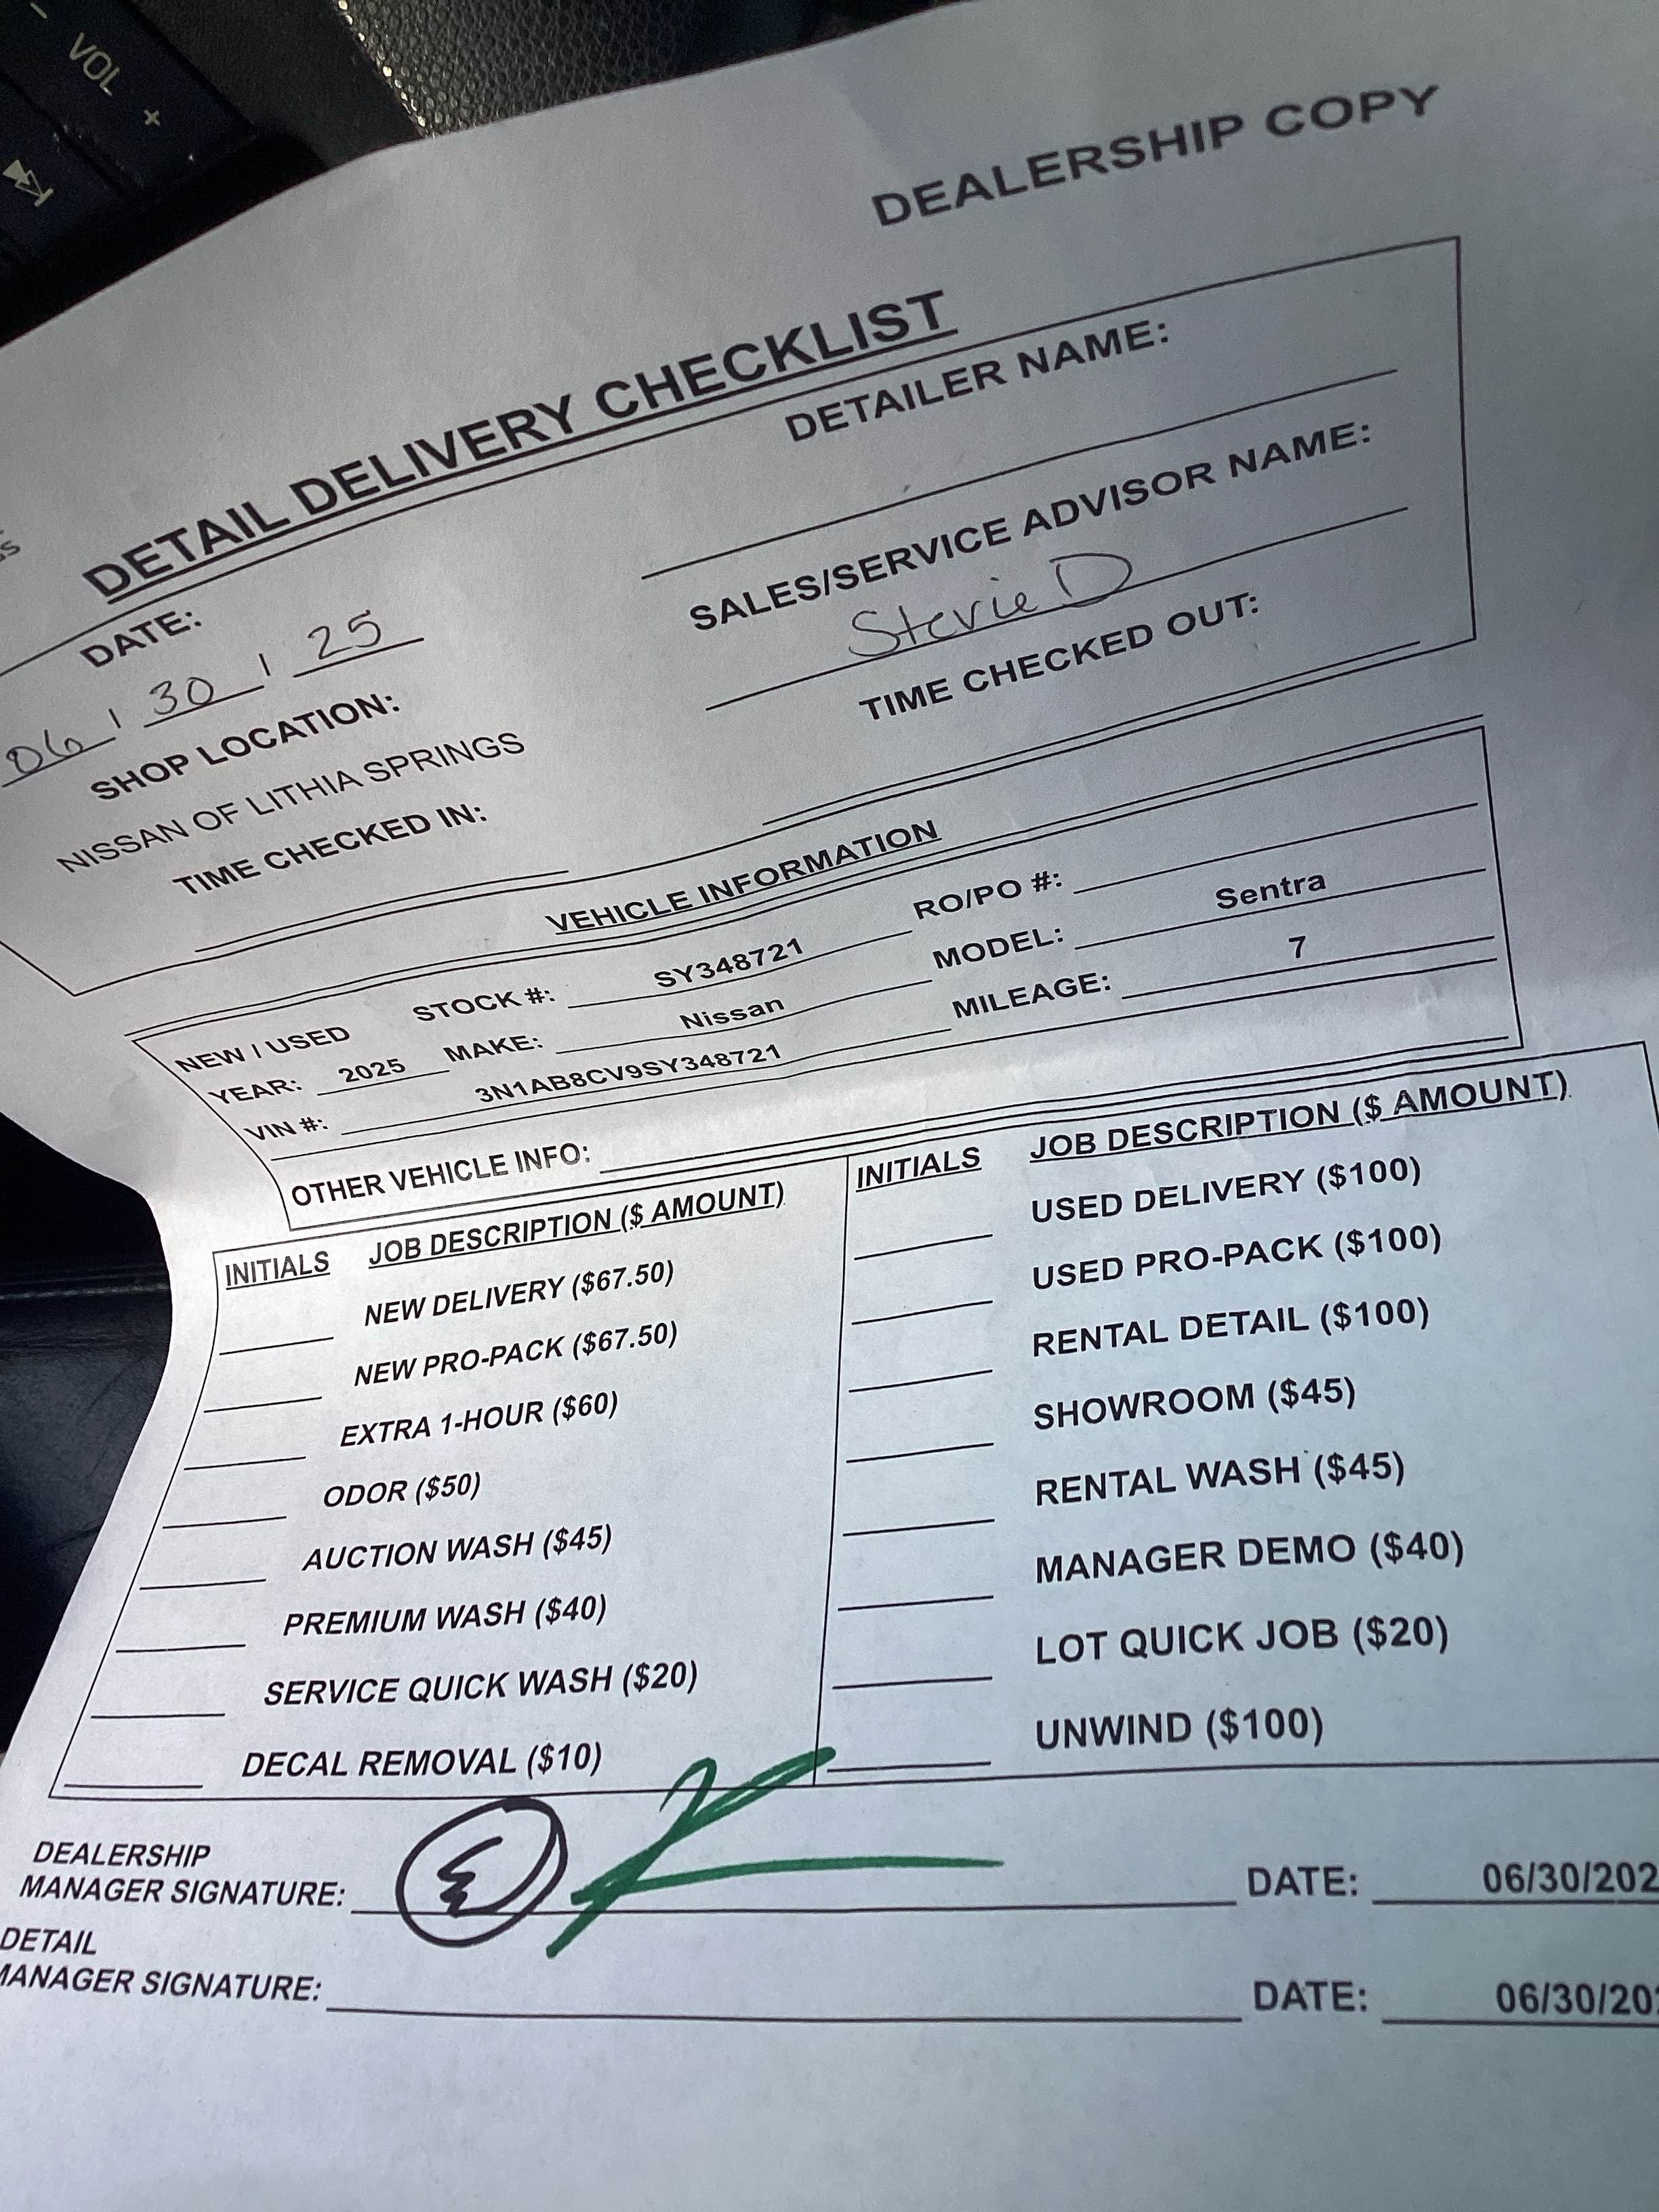 VOL
+
DEALERSHIP COPY
DETAIL DELIVERY CHECKLIST
DATE:
06 / 30 / 25
DETAILER NAME:
SHOP LOCATION:
NISSAN OF LITHIA SPRINGS
SALES/SERVICE ADVISOR NAME:
Stevie D
TIME CHECKED IN:
TIME CHECKED OUT:
VEHICLE INFORMATION
NEW / USED STOCK #: SY348721 RO/PO #:
YEAR: 2025 MAKE: Nissan MODEL: Sentra
VIN #: 3N1AB8CV9SY348721 MILEAGE: 7
OTHER VEHICLE INFO:
INITIALS JOB DESCRIPTION ($ AMOUNT)
NEW DELIVERY ($67.50)
NEW PRO-PACK ($67.50)
EXTRA 1-HOUR ($60)
ODOR ($50)
AUCTION WASH ($45)
PREMIUM WASH ($40)
SERVICE QUICK WASH ($20)
DECAL REMOVAL ($10)
INITIALS JOB DESCRIPTION ($ AMOUNT)
USED DELIVERY ($100)
USED PRO-PACK ($100)
RENTAL DETAIL ($100)
SHOWROOM ($45)
RENTAL WASH ($45)
MANAGER DEMO ($40)
LOT QUICK JOB ($20)
UNWIND ($100)
DEALERSHIP
MANAGER SIGNATURE: DATE: 06/30/202
DETAIL
MANAGER SIGNATURE: DATE: 06/30/20